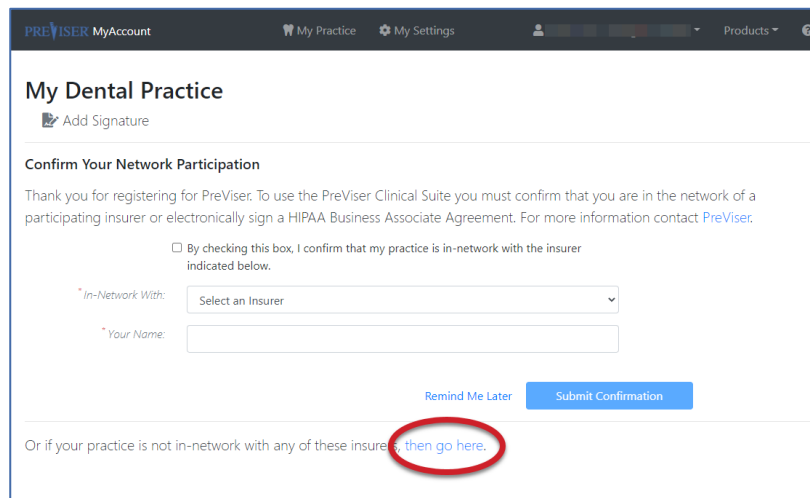 PREVISER MyAccount My Practice My Settings Products
My Dental Practice
Add Signature
Confirm Your Network Participation
Thank you for registering for PreViser. To use the PreViser Clinical Suite you must confirm that you are in the network of a
participating insurer or electronically sign a HIPAA Business Associate Agreement. For more information contact PreViser.
By checking this box, I confirm that my practice is in-network with the insurer
indicated below.
* In-Network With: Select an Insurer
* Your Name:
Remind Me Later Submit Confirmation
Or if your practice is not in-network with any of these insurers, then go here.